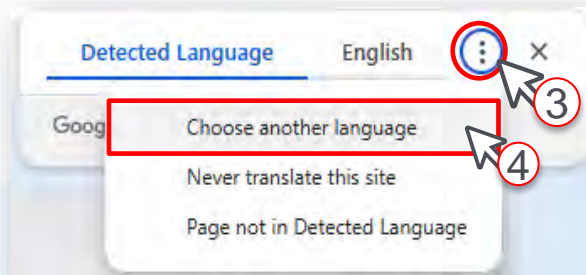 Detected Language English
3
Goog
Choose another language
4
Never translate this site
Page not in Detected Language